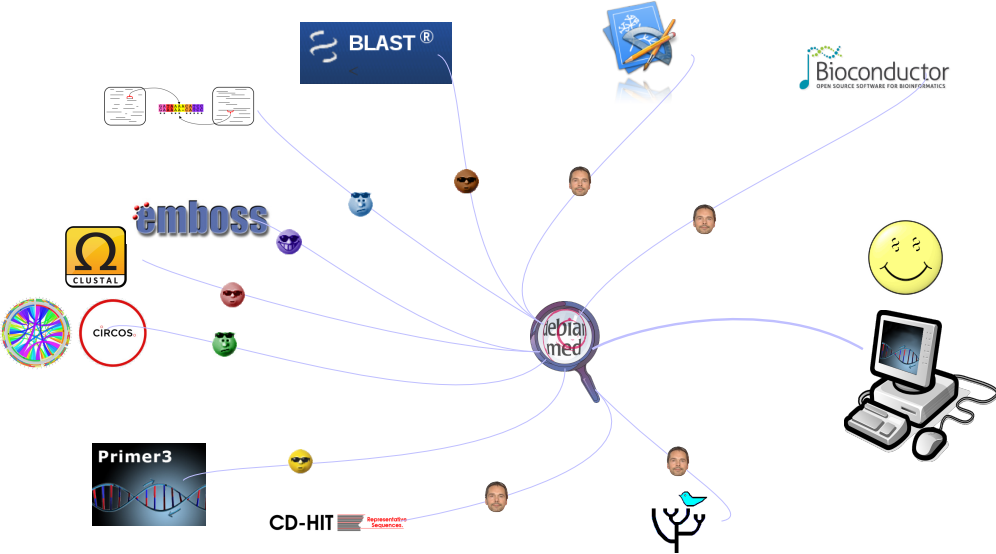 BLAST ®
Bioconductor
OPEN SOURCE SOFTWARE FOR BIOINFORMATICS
emboss
Ω
CLUSTAL
CIRCOS
debian
med
Primer3
CD-HIT
Representative
Sequences.